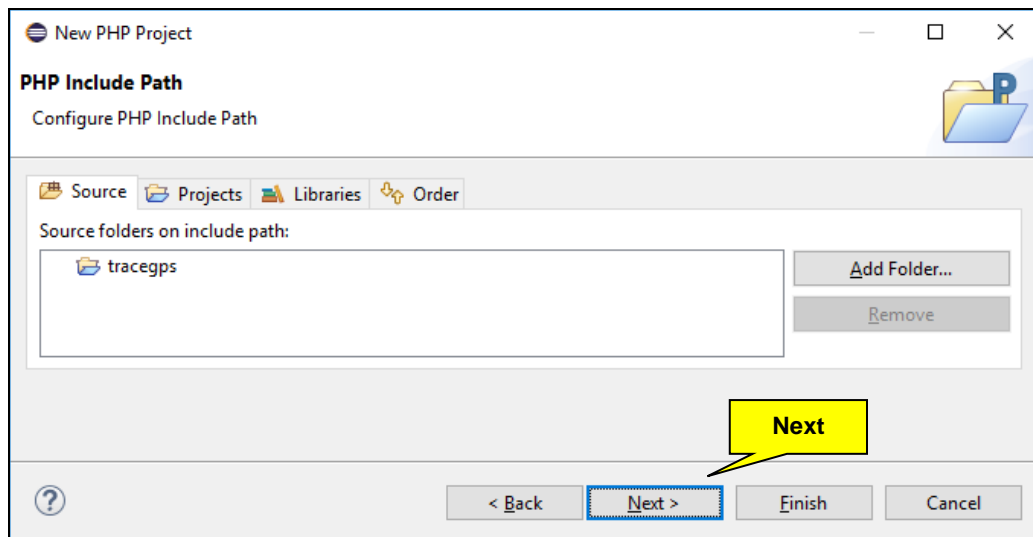 New PHP Project
PHP Include Path
Configure PHP Include Path
P
Source Projects Libraries Order
Source folders on include path:
tracegps
Add Folder...
Remove
Next
?
< Back Next > Finish Cancel